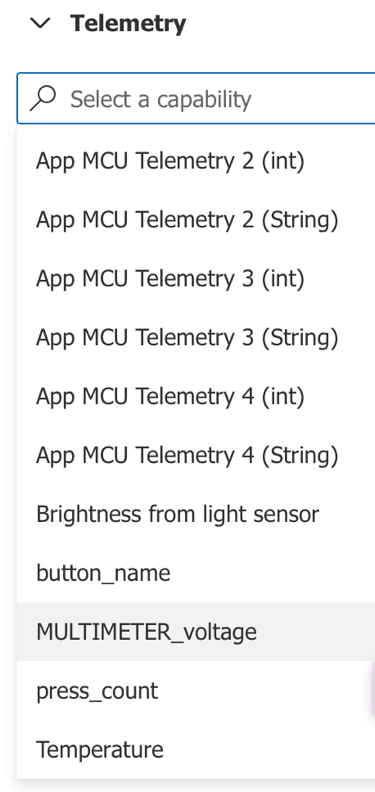 Telemetry
Select a capability
App MCU Telemetry 2 (int)
App MCU Telemetry 2 (String)
App MCU Telemetry 3 (int)
App MCU Telemetry 3 (String)
App MCU Telemetry 4 (int)
App MCU Telemetry 4 (String)
Brightness from light sensor
button_name
MULTIMETER_voltage
press_count
Temperature